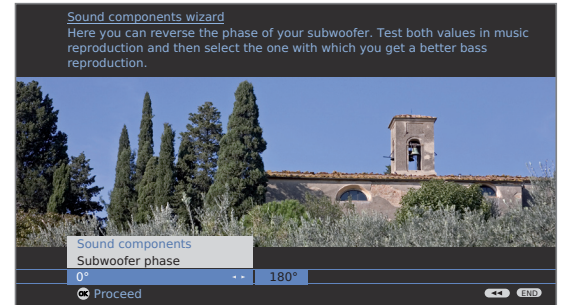 Sound components wizard
Here you can reverse the phase of your subwoofer. Test both values in music
reproduction and then select the one with which you get a better bass
reproduction.
Sound components
Subwoofer phase
0° 180°
OK Proceed END